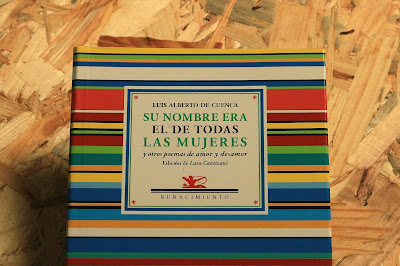 LUIS ALBERTO DE CUENCA
SU NOMBRE ERA
EL DE TODAS
LAS MUJERES
y otros poemas de amor y desamor
Edición de Luna Cantizani
RENACIMIENTO